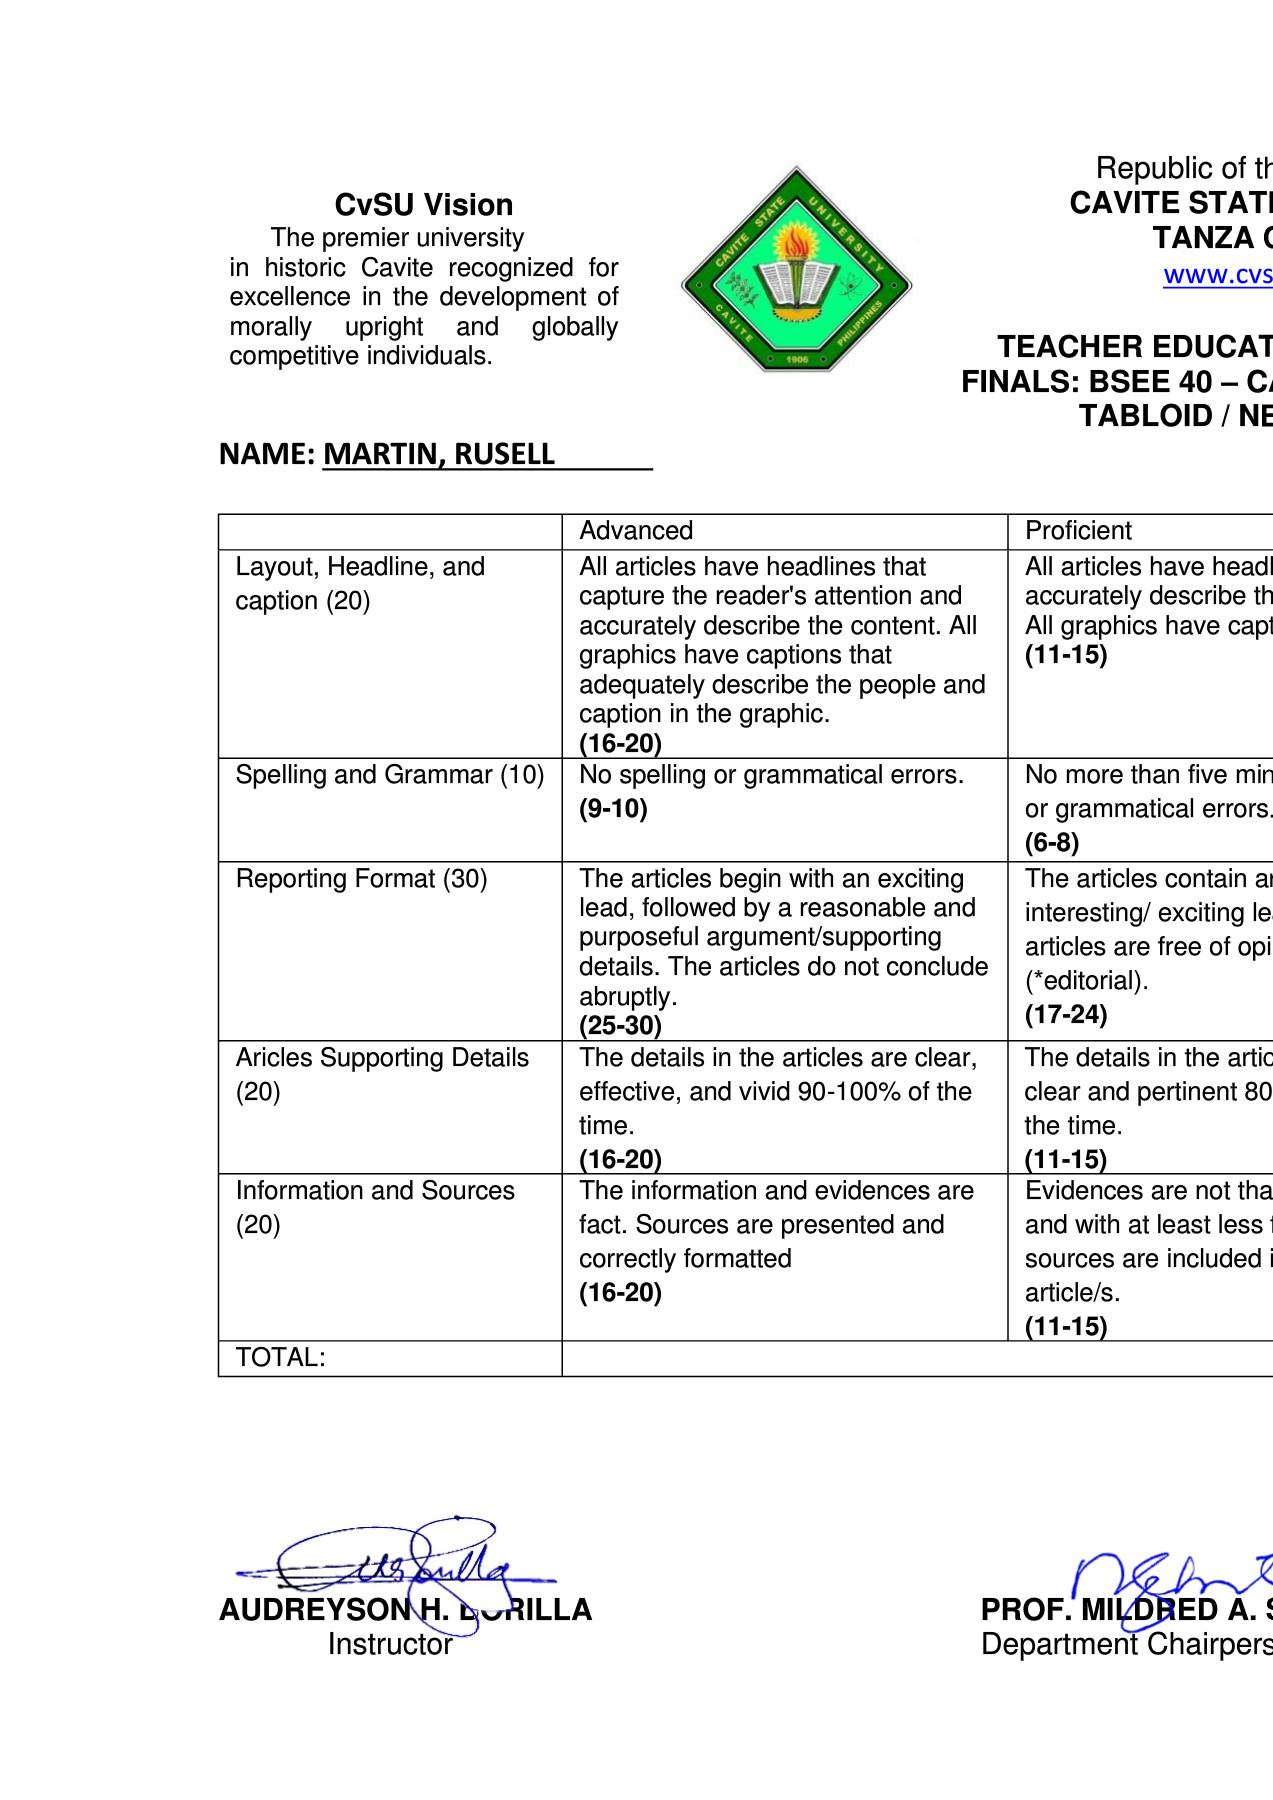 CvSU Vision
The premier university
in historic Cavite recognized for
excellence in the development of
morally upright and globally
competitive individuals.
CAVITE STATE UNIVERSITY
CAVITE
PHILIPPINES
1906
Republic of th
CAVITE STAT
TANZA C
www.cvs
TEACHER EDUCAT
FINALS: BSEE 40 – CA
TABLOID / NE
NAME: MARTIN, RUSELL
Advanced
Proficient
Layout, Headline, and
caption (20)
All articles have headlines that
capture the reader's attention and
accurately describe the content. All
graphics have captions that
adequately describe the people and
caption in the graphic.
(16-20)
All articles have headl
accurately describe th
All graphics have capt
(11-15)
Spelling and Grammar (10)
No spelling or grammatical errors.
(9-10)
No more than five min
or grammatical errors.
(6-8)
Reporting Format (30)
The articles begin with an exciting
lead, followed by a reasonable and
purposeful argument/supporting
details. The articles do not conclude
abruptly.
(25-30)
The articles contain a
interesting/ exciting le
articles are free of opi
(*editorial).
(17-24)
Aricles Supporting Details
(20)
The details in the articles are clear,
effective, and vivid 90-100% of the
time.
(16-20)
The details in the artic
clear and pertinent 80
the time.
(11-15)
Information and Sources
(20)
The information and evidences are
fact. Sources are presented and
correctly formatted
(16-20)
Evidences are not tha
and with at least less
sources are included i
article/s.
(11-15)
TOTAL:
AUDREYSON H. BORILLA
Instructor
PROF. MILDRED A. S
Department Chairpers